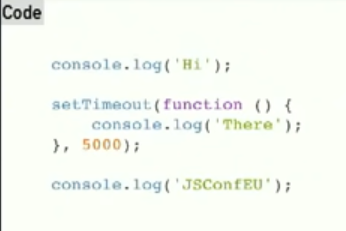 Code
console.log('Hi');
setTimeout(function () {
    console.log('There');
}, 5000);
console.log('JSConfEU');